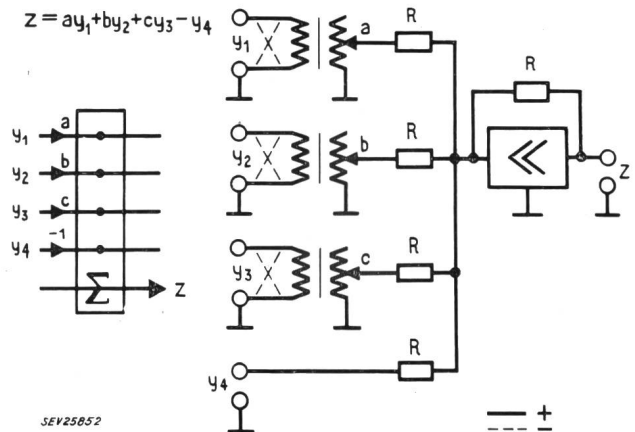 z = ay₁+by₂+cy₃−y₄
y₁ a
y₂ b
y₃ c
y₄ −1
Σ z
y₁ a R
y₂ b R
y₃ c R
y₄ R
R
z
SEV25852
+
−